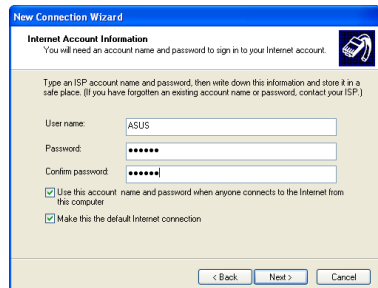 New Connection Wizard
Internet Account Information
You will need an account name and password to sign in to your Internet account.
Type an ISP account name and password, then write down this information and store it in a
safe place. (If you have forgotten an existing account name or password, contact your ISP.)
User name:
ASUS
Password:
●●●●●●
Confirm password:
●●●●●●
Use this account name and password when anyone connects to the Internet from
this computer
Make this the default Internet connection
< Back
Next >
Cancel